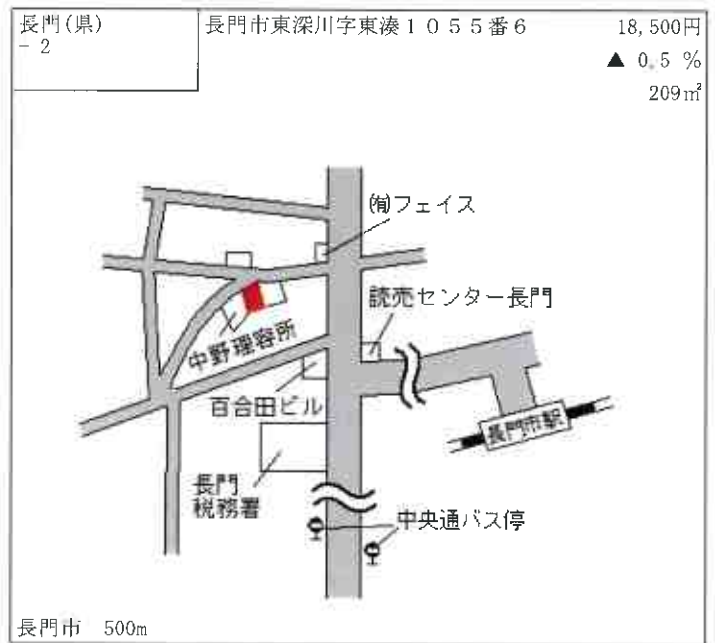 長門(県)
－2
長門市東深川字東湊１０５５番６
18,500円
▲ 0.5 %
209㎡
㈲フェイス
読売センター長門
中野理容所
百合田ビル
長門市駅
長門
税務署
中央通バス停
長門市　500m